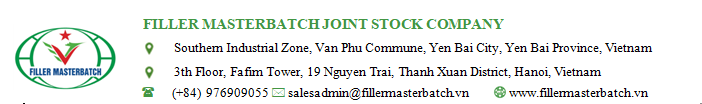 FILLER MASTERBATCH JOINT STOCK COMPANY
Southern Industrial Zone, Van Phu Commune, Yen Bai City, Yen Bai Province, Vietnam
FILLER MASTERBATCH
3th Floor, Fafim Tower, 19 Nguyen Trai, Thanh Xuan District, Hanoi, Vietnam
(+84) 976909055 salesadmin@fillermasterbatch.vn www.fillermasterbatch.vn